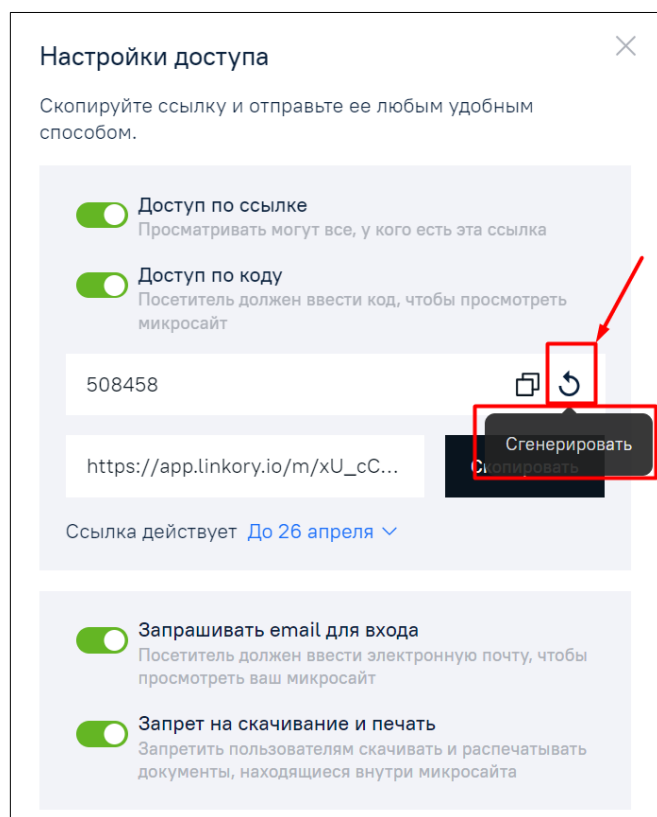 Настройки доступа
Скопируйте ссылку и отправьте ее любым удобным
способом.
Доступ по ссылке
Просматривать могут все, у кого есть эта ссылка
Доступ по коду
Посетитель должен ввести код, чтобы просмотреть
микросайт
508458
Сгенерировать
https://app.linkory.io/m/xU_cC...
Скопировать
Ссылка действует До 26 апреля
Запрашивать email для входа
Посетитель должен ввести электронную почту, чтобы
просмотреть ваш микросайт
Запрет на скачивание и печать
Запретить пользователям скачивать и распечатывать
документы, находящиеся внутри микросайта